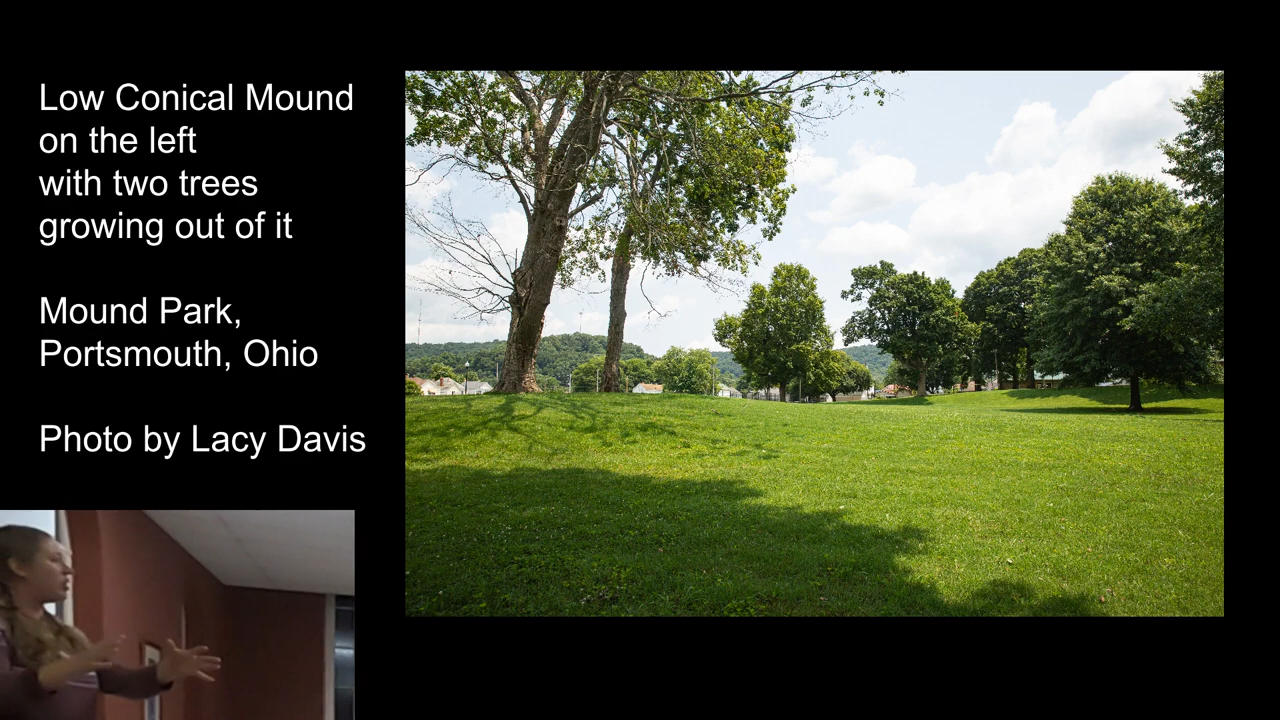 Low Conical Mound
on the left
with two trees
growing out of it
Mound Park,
Portsmouth, Ohio
Photo by Lacy Davis